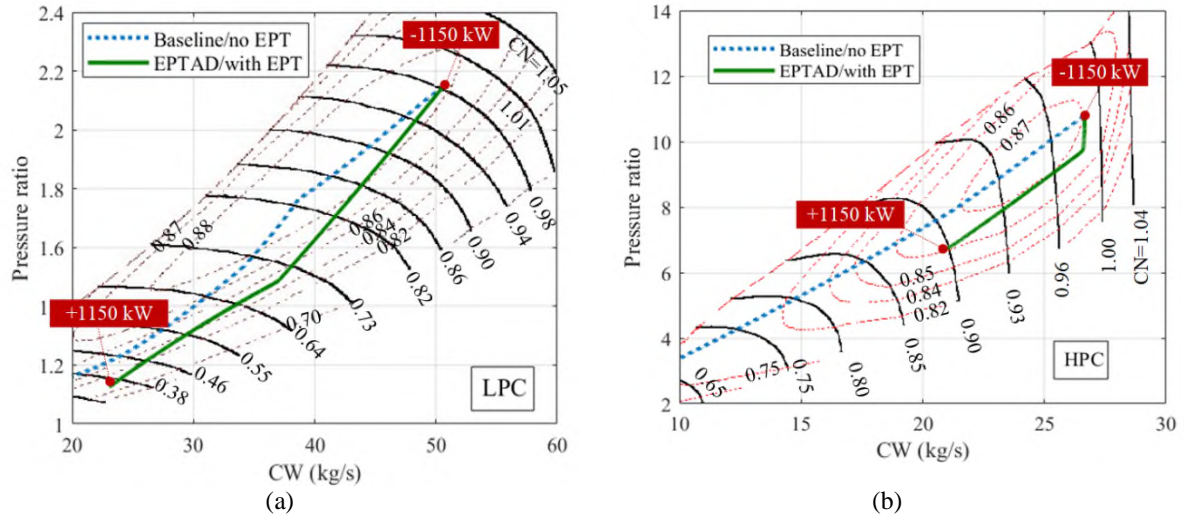 2.4
2.2
2
1.8
1.6
1.2
1
Baseline/no EPT
EPTAD/with EPT
-1150 kW
+1150 kW
CN=1.05
1.01
0.98
0.94
0.90
0.86
0.82
0.73
0.64
0.55
0.46
0.38
0.87
0.88
0.86
0.84
0.82
0.70
LPC
Pressure ratio
20 30 40 50 60
CW (kg/s)
(a)
14
12
10
8
6
4
2
Baseline/no EPT
EPTAD/with EPT
-1150 kW
+1150 kW
0.86
0.87
0.85
0.84
0.82
0.75
0.65
0.75
0.80
0.85
0.90
0.93
0.96
1.00
CN=1.04
HPC
Pressure ratio
10 15 20 25 30
CW (kg/s)
(b)